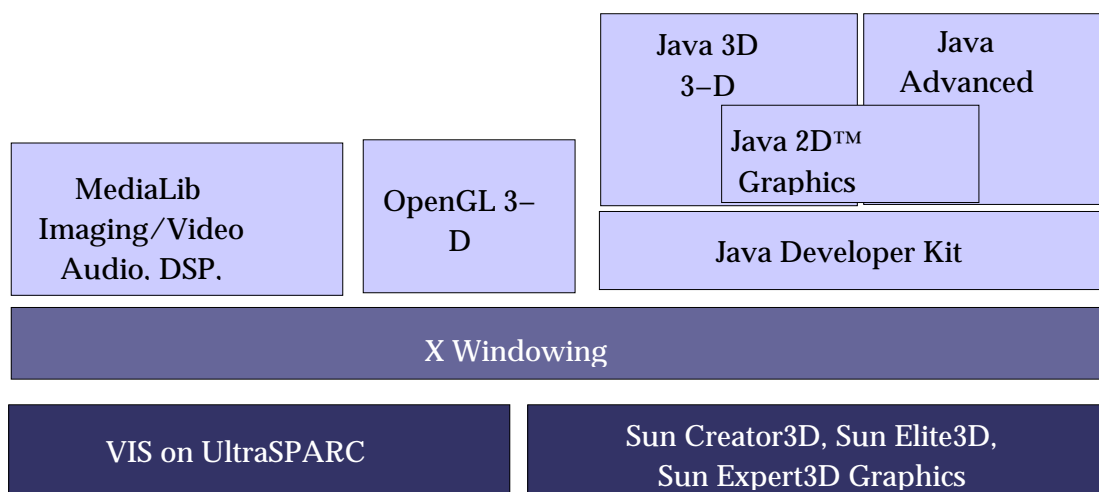 Java 3D
3–D
Java
Advanced
Java 2D™
Graphics
MediaLib
Imaging/Video
Audio, DSP,
OpenGL 3–
D
Java Developer Kit
X Windowing
VIS on UltraSPARC
Sun Creator3D, Sun Elite3D,
Sun Expert3D Graphics